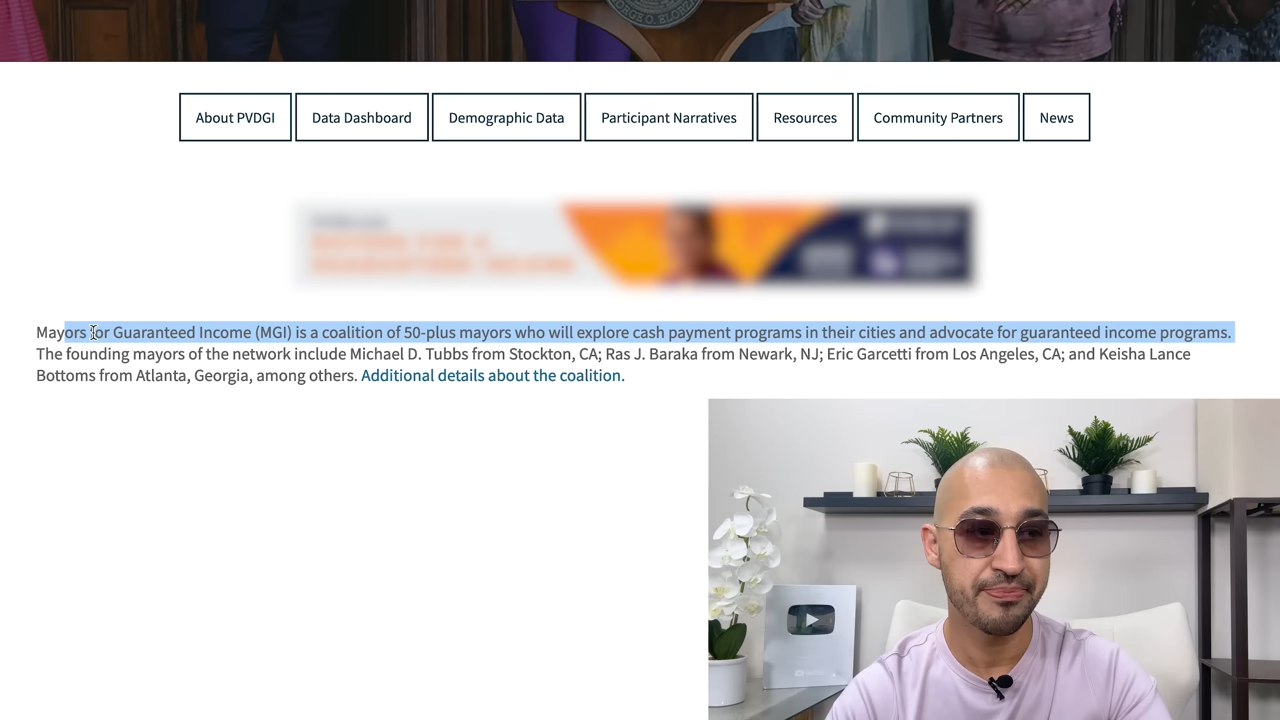 About PVDGI
Data Dashboard
Demographic Data
Participant Narratives
Resources
Community Partners
News
Mayors for Guaranteed Income (MGI) is a coalition of 50-plus mayors who will explore cash payment programs in their cities and advocate for guaranteed income programs.
The founding mayors of the network include Michael D. Tubbs from Stockton, CA; Ras J. Baraka from Newark, NJ; Eric Garcetti from Los Angeles, CA; and Keisha Lance
Bottoms from Atlanta, Georgia, among others. Additional details about the coalition.